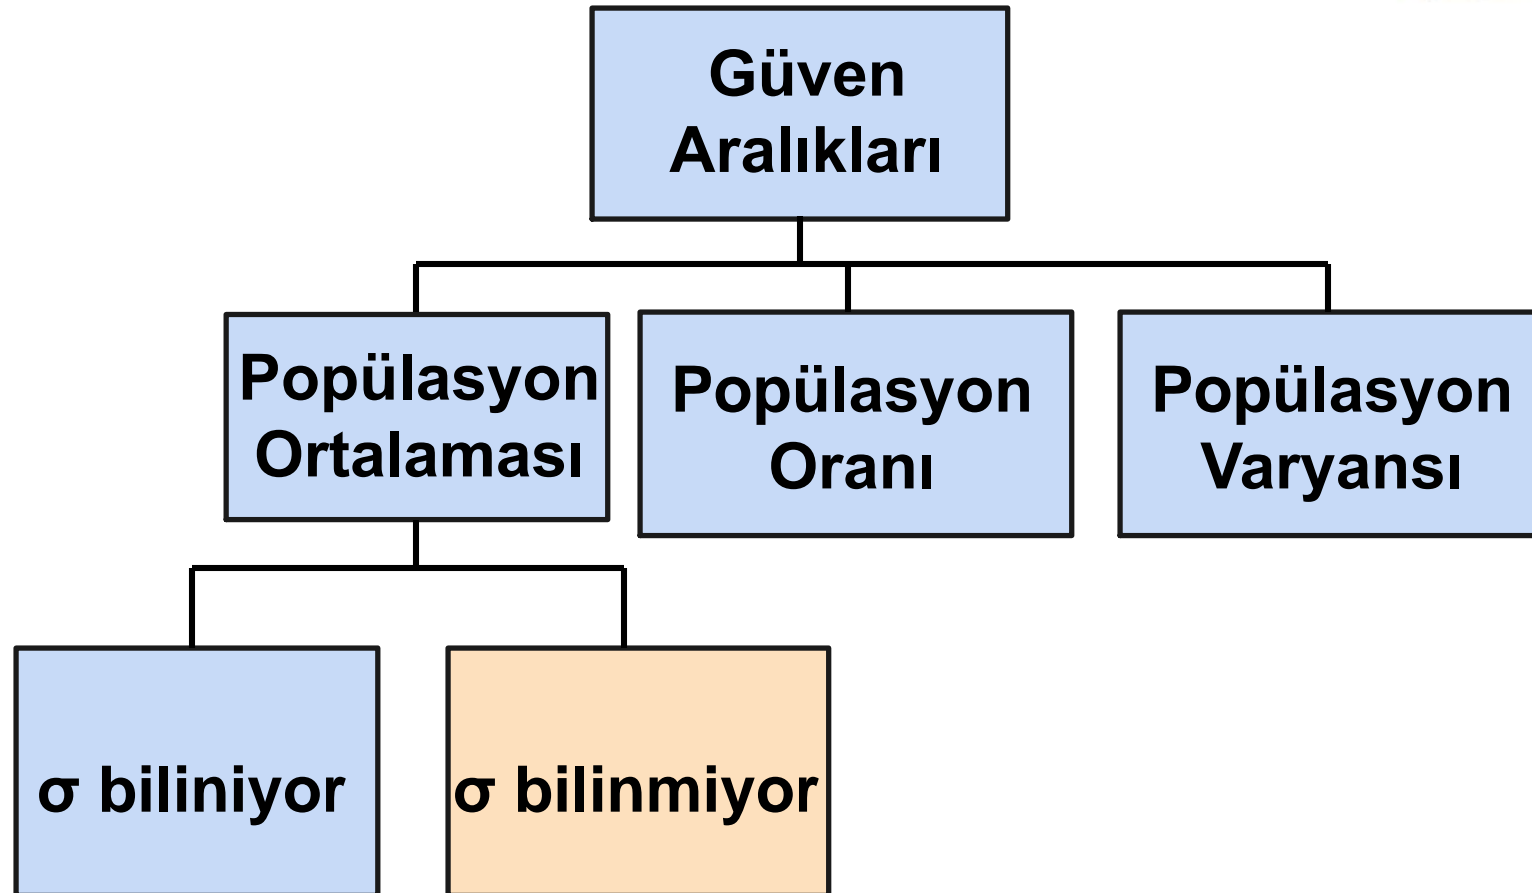 Güven
Aralıkları
Popülasyon
Ortalaması
Popülasyon
Oranı
Popülasyon
Varyansı
σ biliniyor
σ bilinmiyor